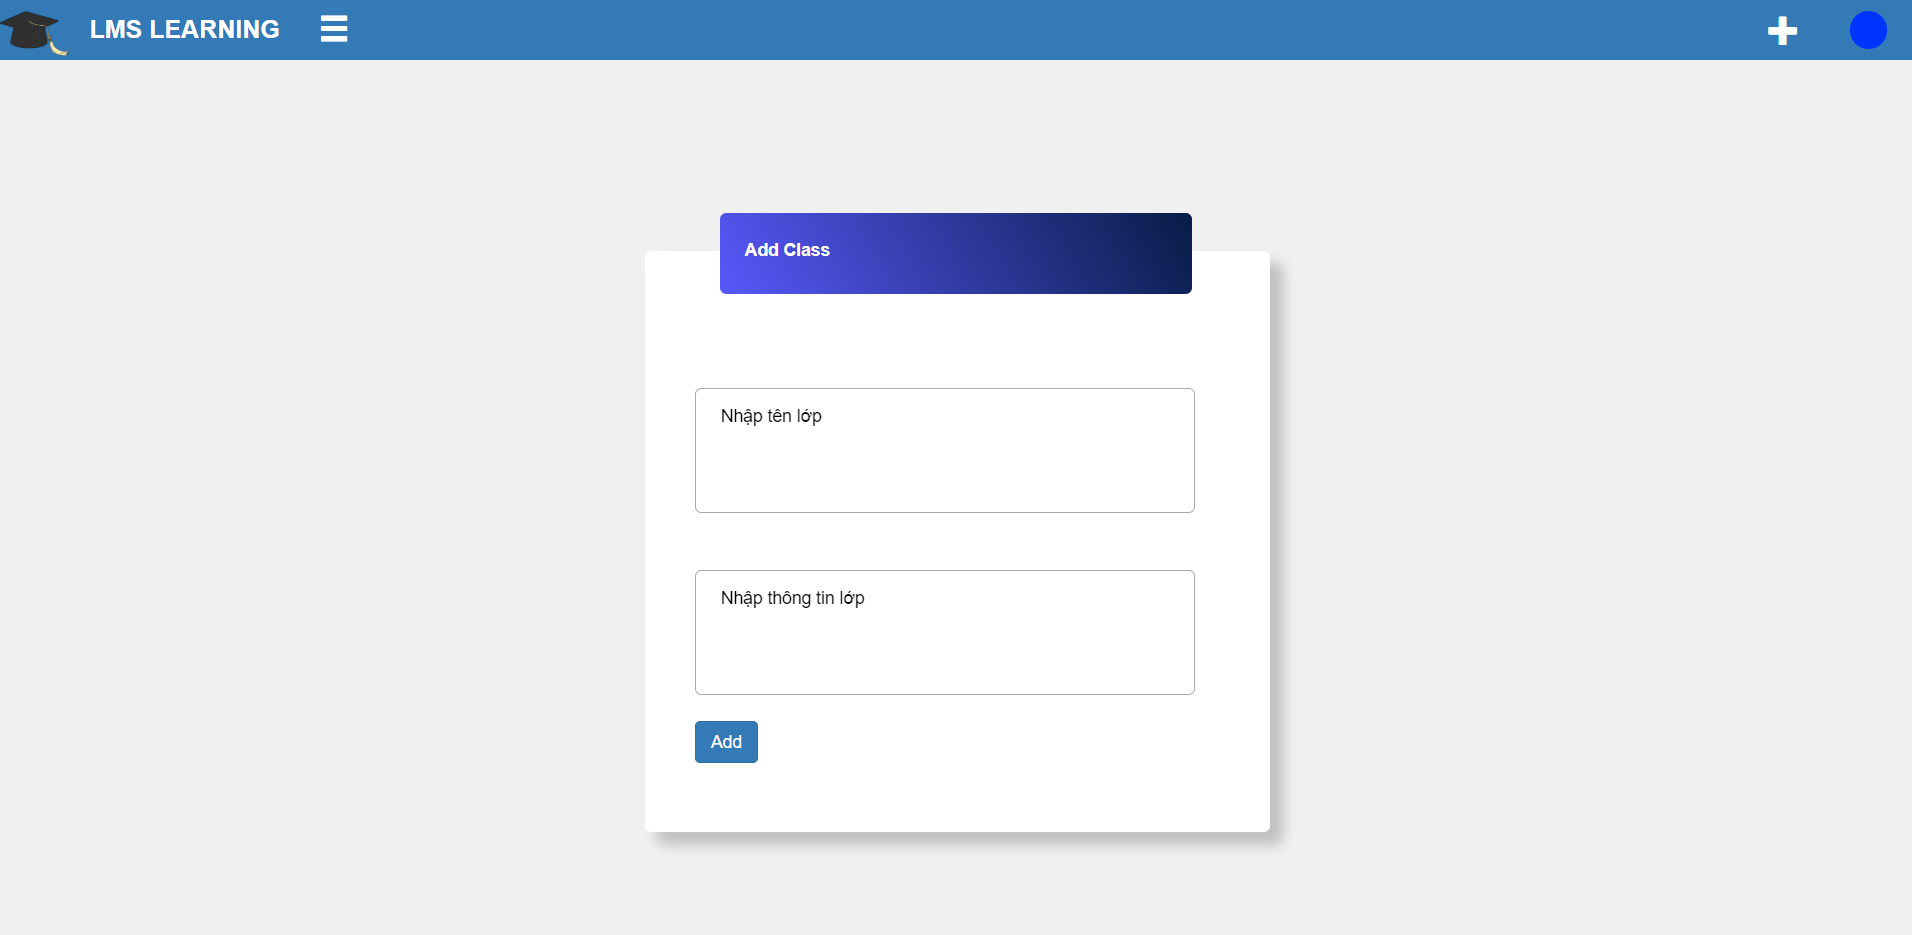 LMS LEARNING
Add Class
Nhập tên lớp
Nhập thông tin lớp
Add